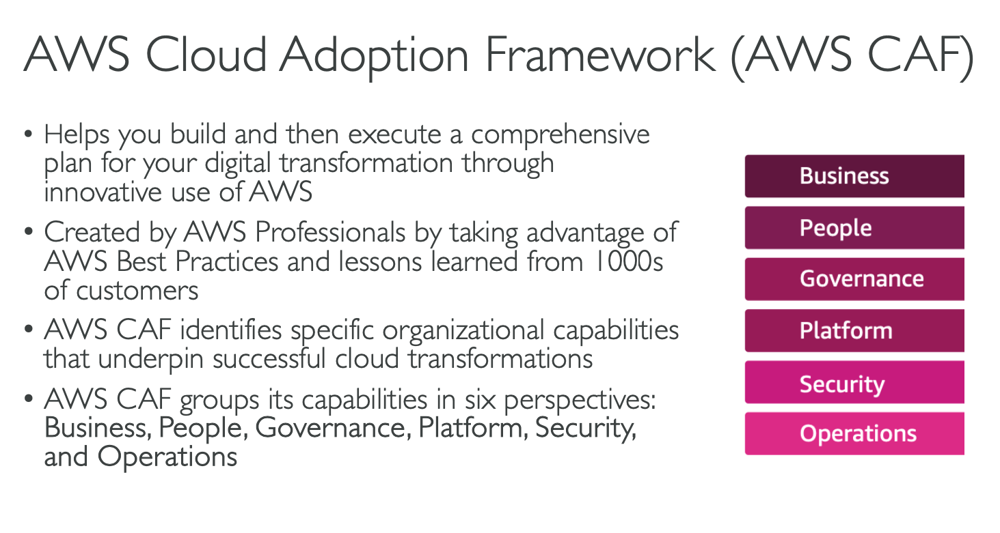 AWS Cloud Adoption Framework (AWS CAF)
• Helps you build and then execute a comprehensive
plan for your digital transformation through
innovative use of AWS
• Created by AWS Professionals by taking advantage of
AWS Best Practices and lessons learned from 1000s
of customers
• AWS CAF identifies specific organizational capabilities
that underpin successful cloud transformations
• AWS CAF groups its capabilities in six perspectives:
Business, People, Governance, Platform, Security,
and Operations
Business
People
Governance
Platform
Security
Operations